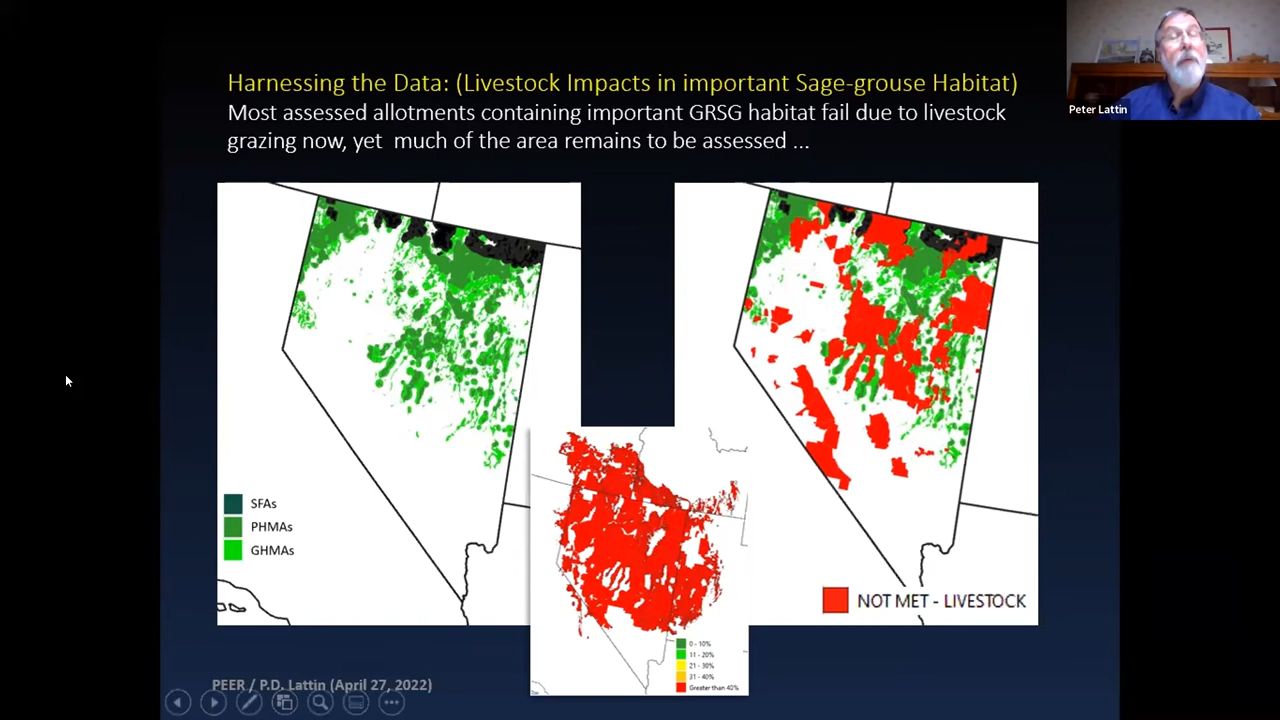 Harnessing the Data: (Livestock Impacts in important Sage-grouse Habitat)
Most assessed allotments containing important GRSG habitat fail due to livestock
grazing now, yet much of the area remains to be assessed ...
Peter Lattin
SFAs
PHMAs
GHMAs
NOT MET - LIVESTOCK
0 - 10%
11 - 20%
21 - 30%
31 - 40%
Greater than 40%
PEER / P.D. Lattin (April 27, 2022)